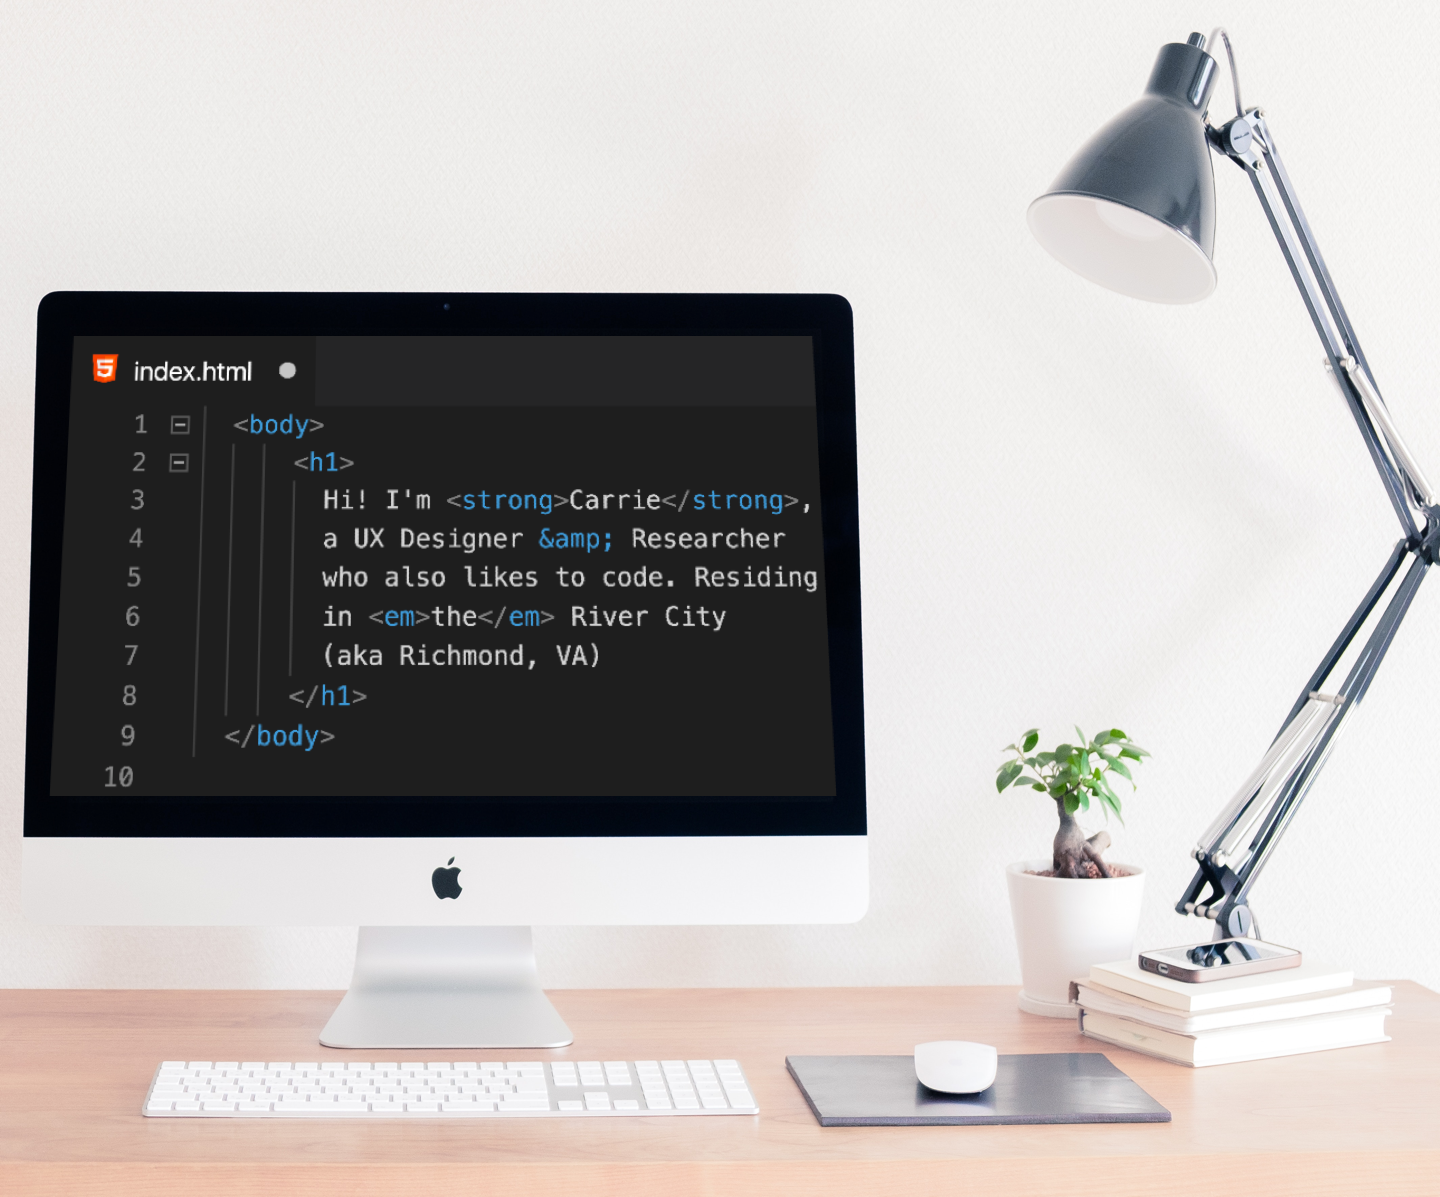 index.html
1 <body>
2 <h1>
3 Hi! I'm <strong>Carrie</strong>,
4 a UX Designer &amp; Researcher
5 who also likes to code. Residing
6 in <em>the</em> River City
7 (aka Richmond, VA)
8 </h1>
9 </body>
10